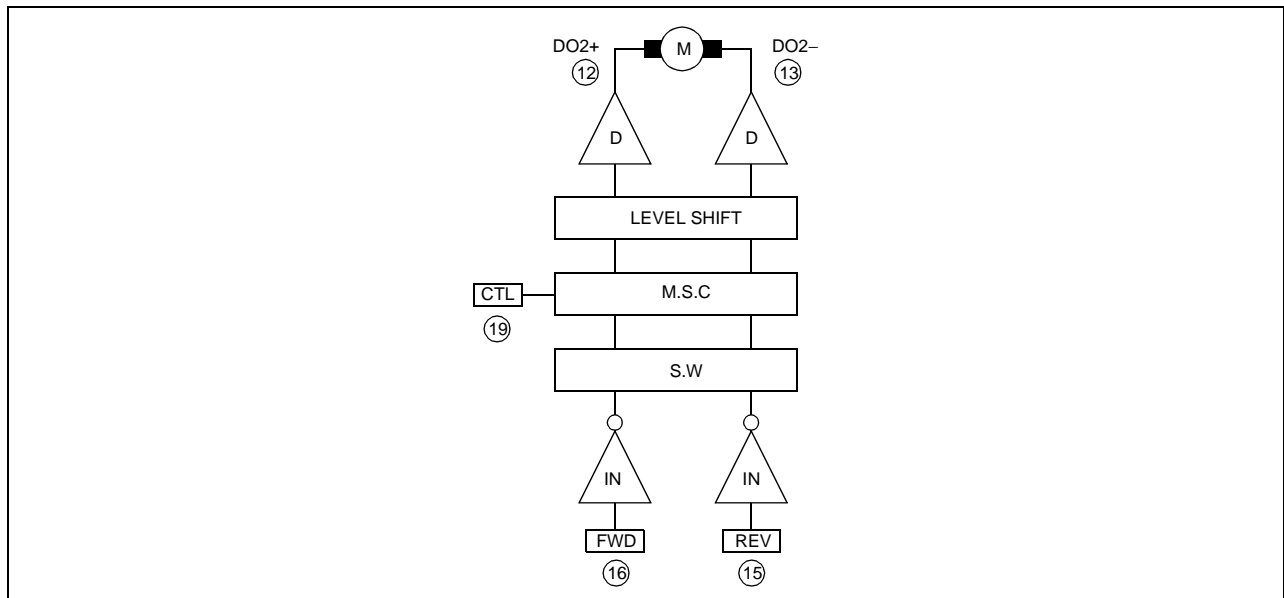 DO2+
M
DO2−
12
13
D
D
LEVEL SHIFT
CTL
M.S.C
19
S.W
IN
IN
FWD
REV
16
15